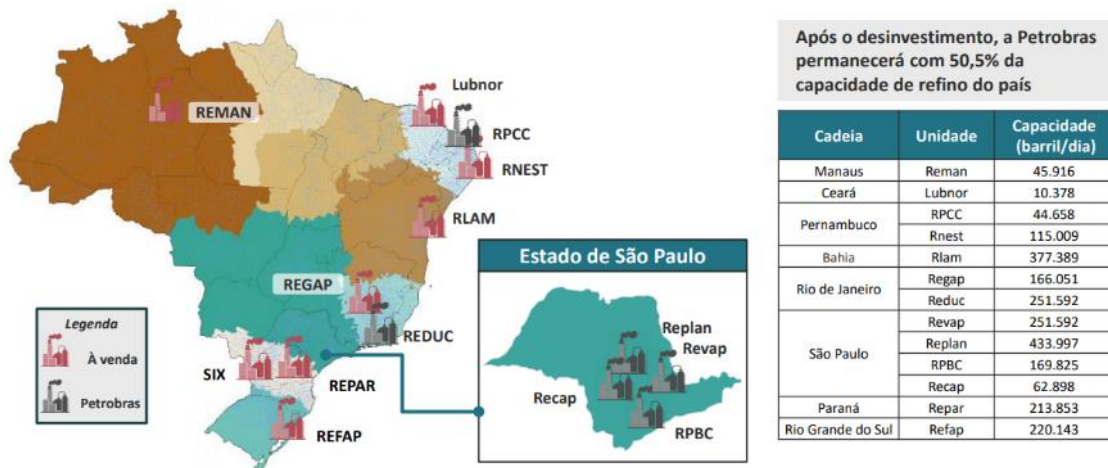 Lubnor
REMAN
RPCC
RNEST
RLAM
REGAP
REDUC
SIX
REPAR
REFAP
Legenda
À venda
Petrobras
Estado de São Paulo
Replan
Revap
Recap
RPBC
Após o desinvestimento, a Petrobras
permanecerá com 50,5% da
capacidade de refino do país
Cadeia Unidade Capacidade
(barril/dia)
Manaus Reman 45.916
Ceará Lubnor 10.378
Pernambuco RPCC 44.658
Rnest 115.009
Bahia Rlam 377.389
Rio de Janeiro Regap 166.051
Reduc 251.592
São Paulo Revap 251.592
Replan 433.997
RPBC 169.825
Recap 62.898
Paraná Repar 213.853
Rio Grande do Sul Refap 220.143